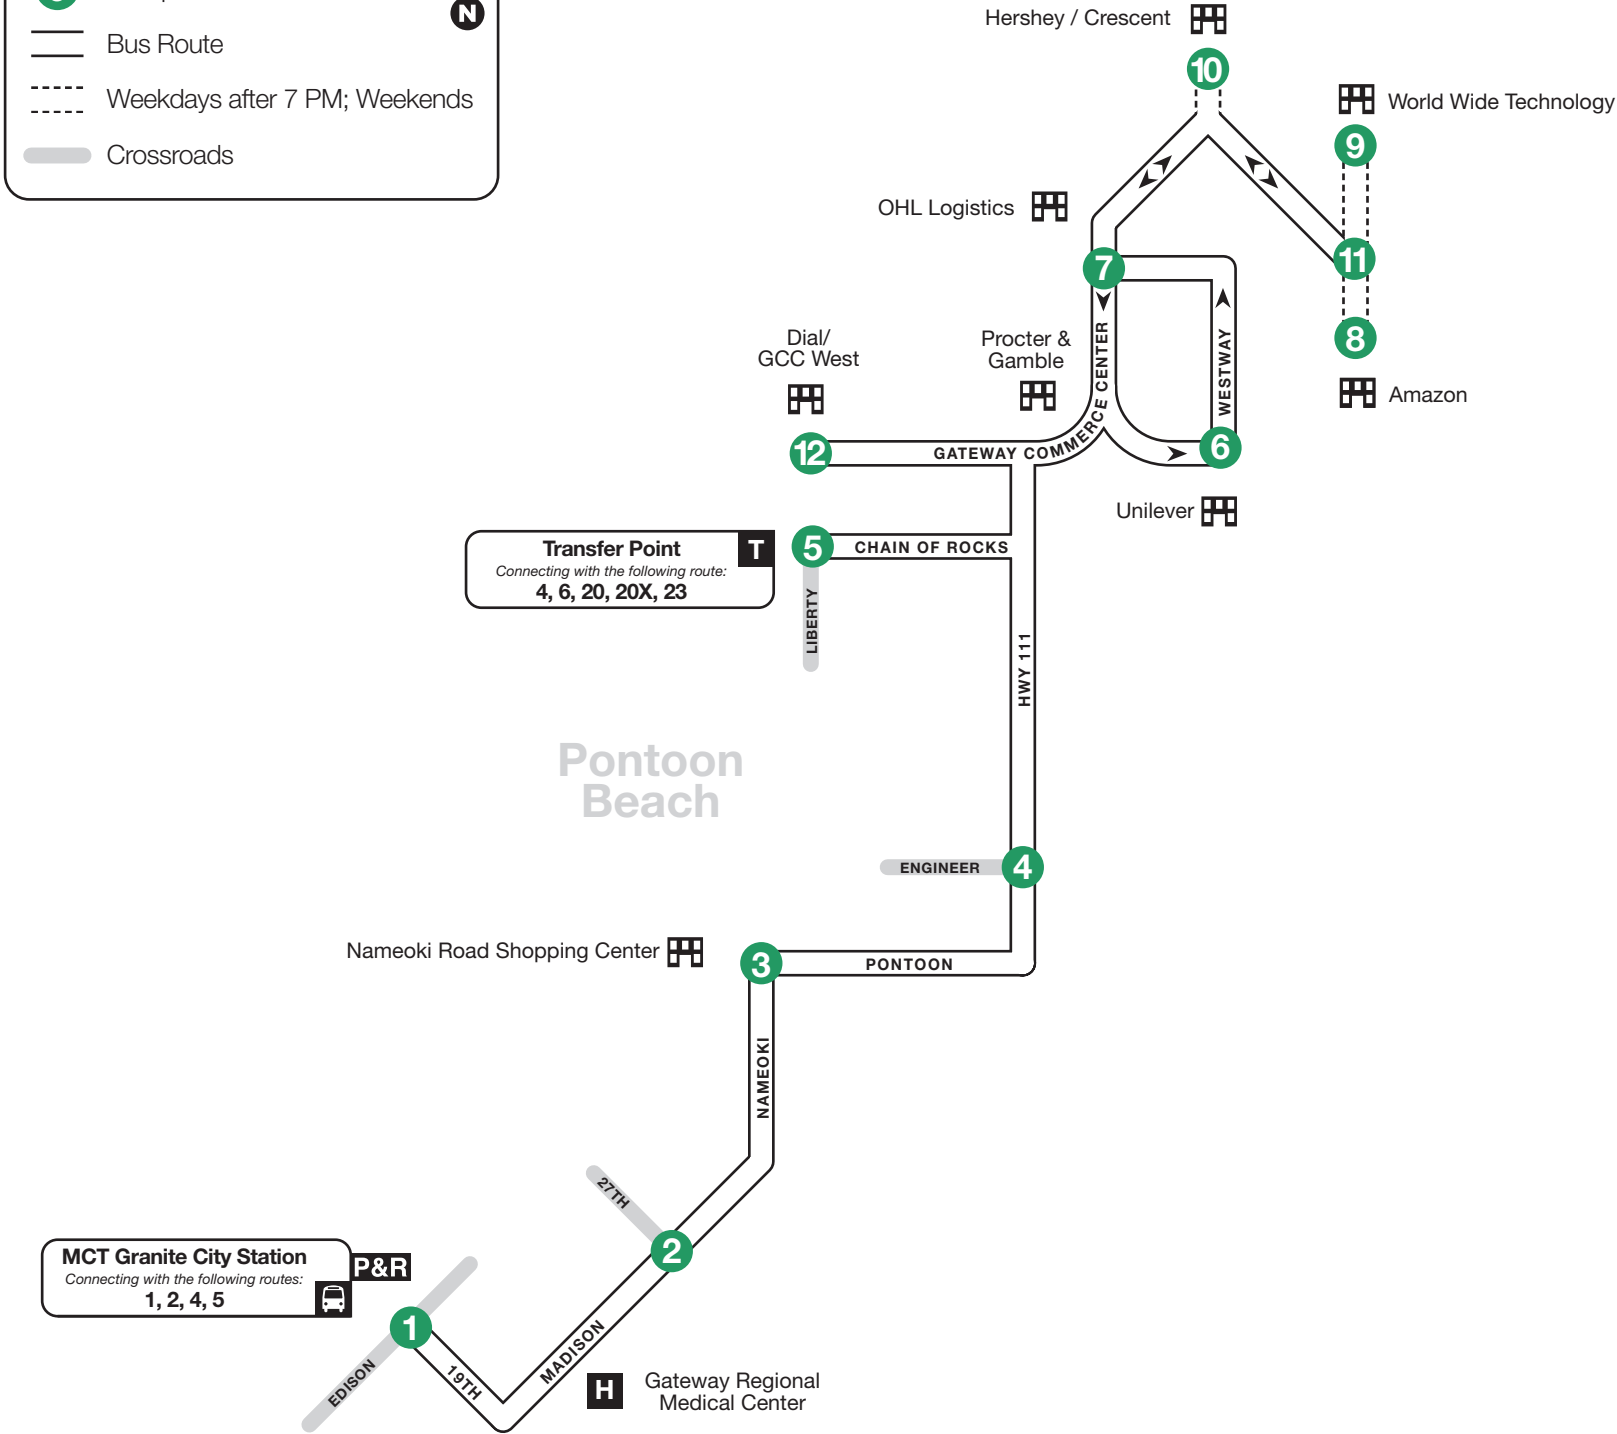 N
Bus Route
Weekdays after 7 PM; Weekends
Crossroads
Hershey / Crescent
10
World Wide Technology
9
OHL Logistics
11
7
8
Amazon
Dial/
GCC West
Procter &
Gamble
WESTWAY
12
GATEWAY COMMERCE CENTER
6
Unilever
Transfer Point
T
Connecting with the following route:
4, 6, 20, 20X, 23
5
CHAIN OF ROCKS
LIBERTY
HWY 111
Pontoon
Beach
ENGINEER
4
Nameoki Road Shopping Center
3
PONTOON
NAMEOKI
27TH
2
MCT Granite City Station
Connecting with the following routes:
1, 2, 4, 5
P&R
1
EDISON
19TH
MADISON
H
Gateway Regional
Medical Center